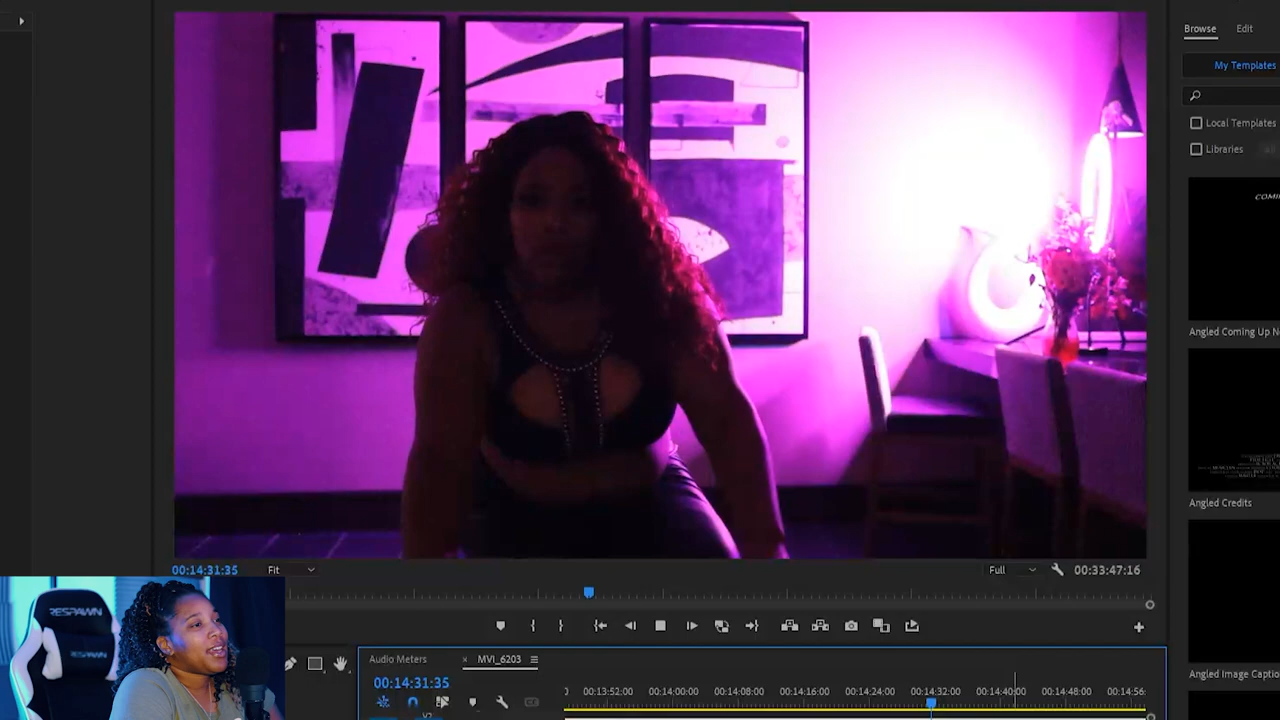 Browse
Edit
My Templates
Local Templates
Libraries
COMI
Angled Coming Up N
Angled Credits
Angled Image Captio
00:14:31:35
Fit
Full
00:33:47:16
RESPAWN
RESPAWN
Audio Meters
× MVI_6203
00:14:31:35
00:13:52:00
00:14:00:00
00:14:08:00
00:14:16:00
00:14:24:00
00:14:32:00
00:14:40:00
00:14:48:00
00:14:56: